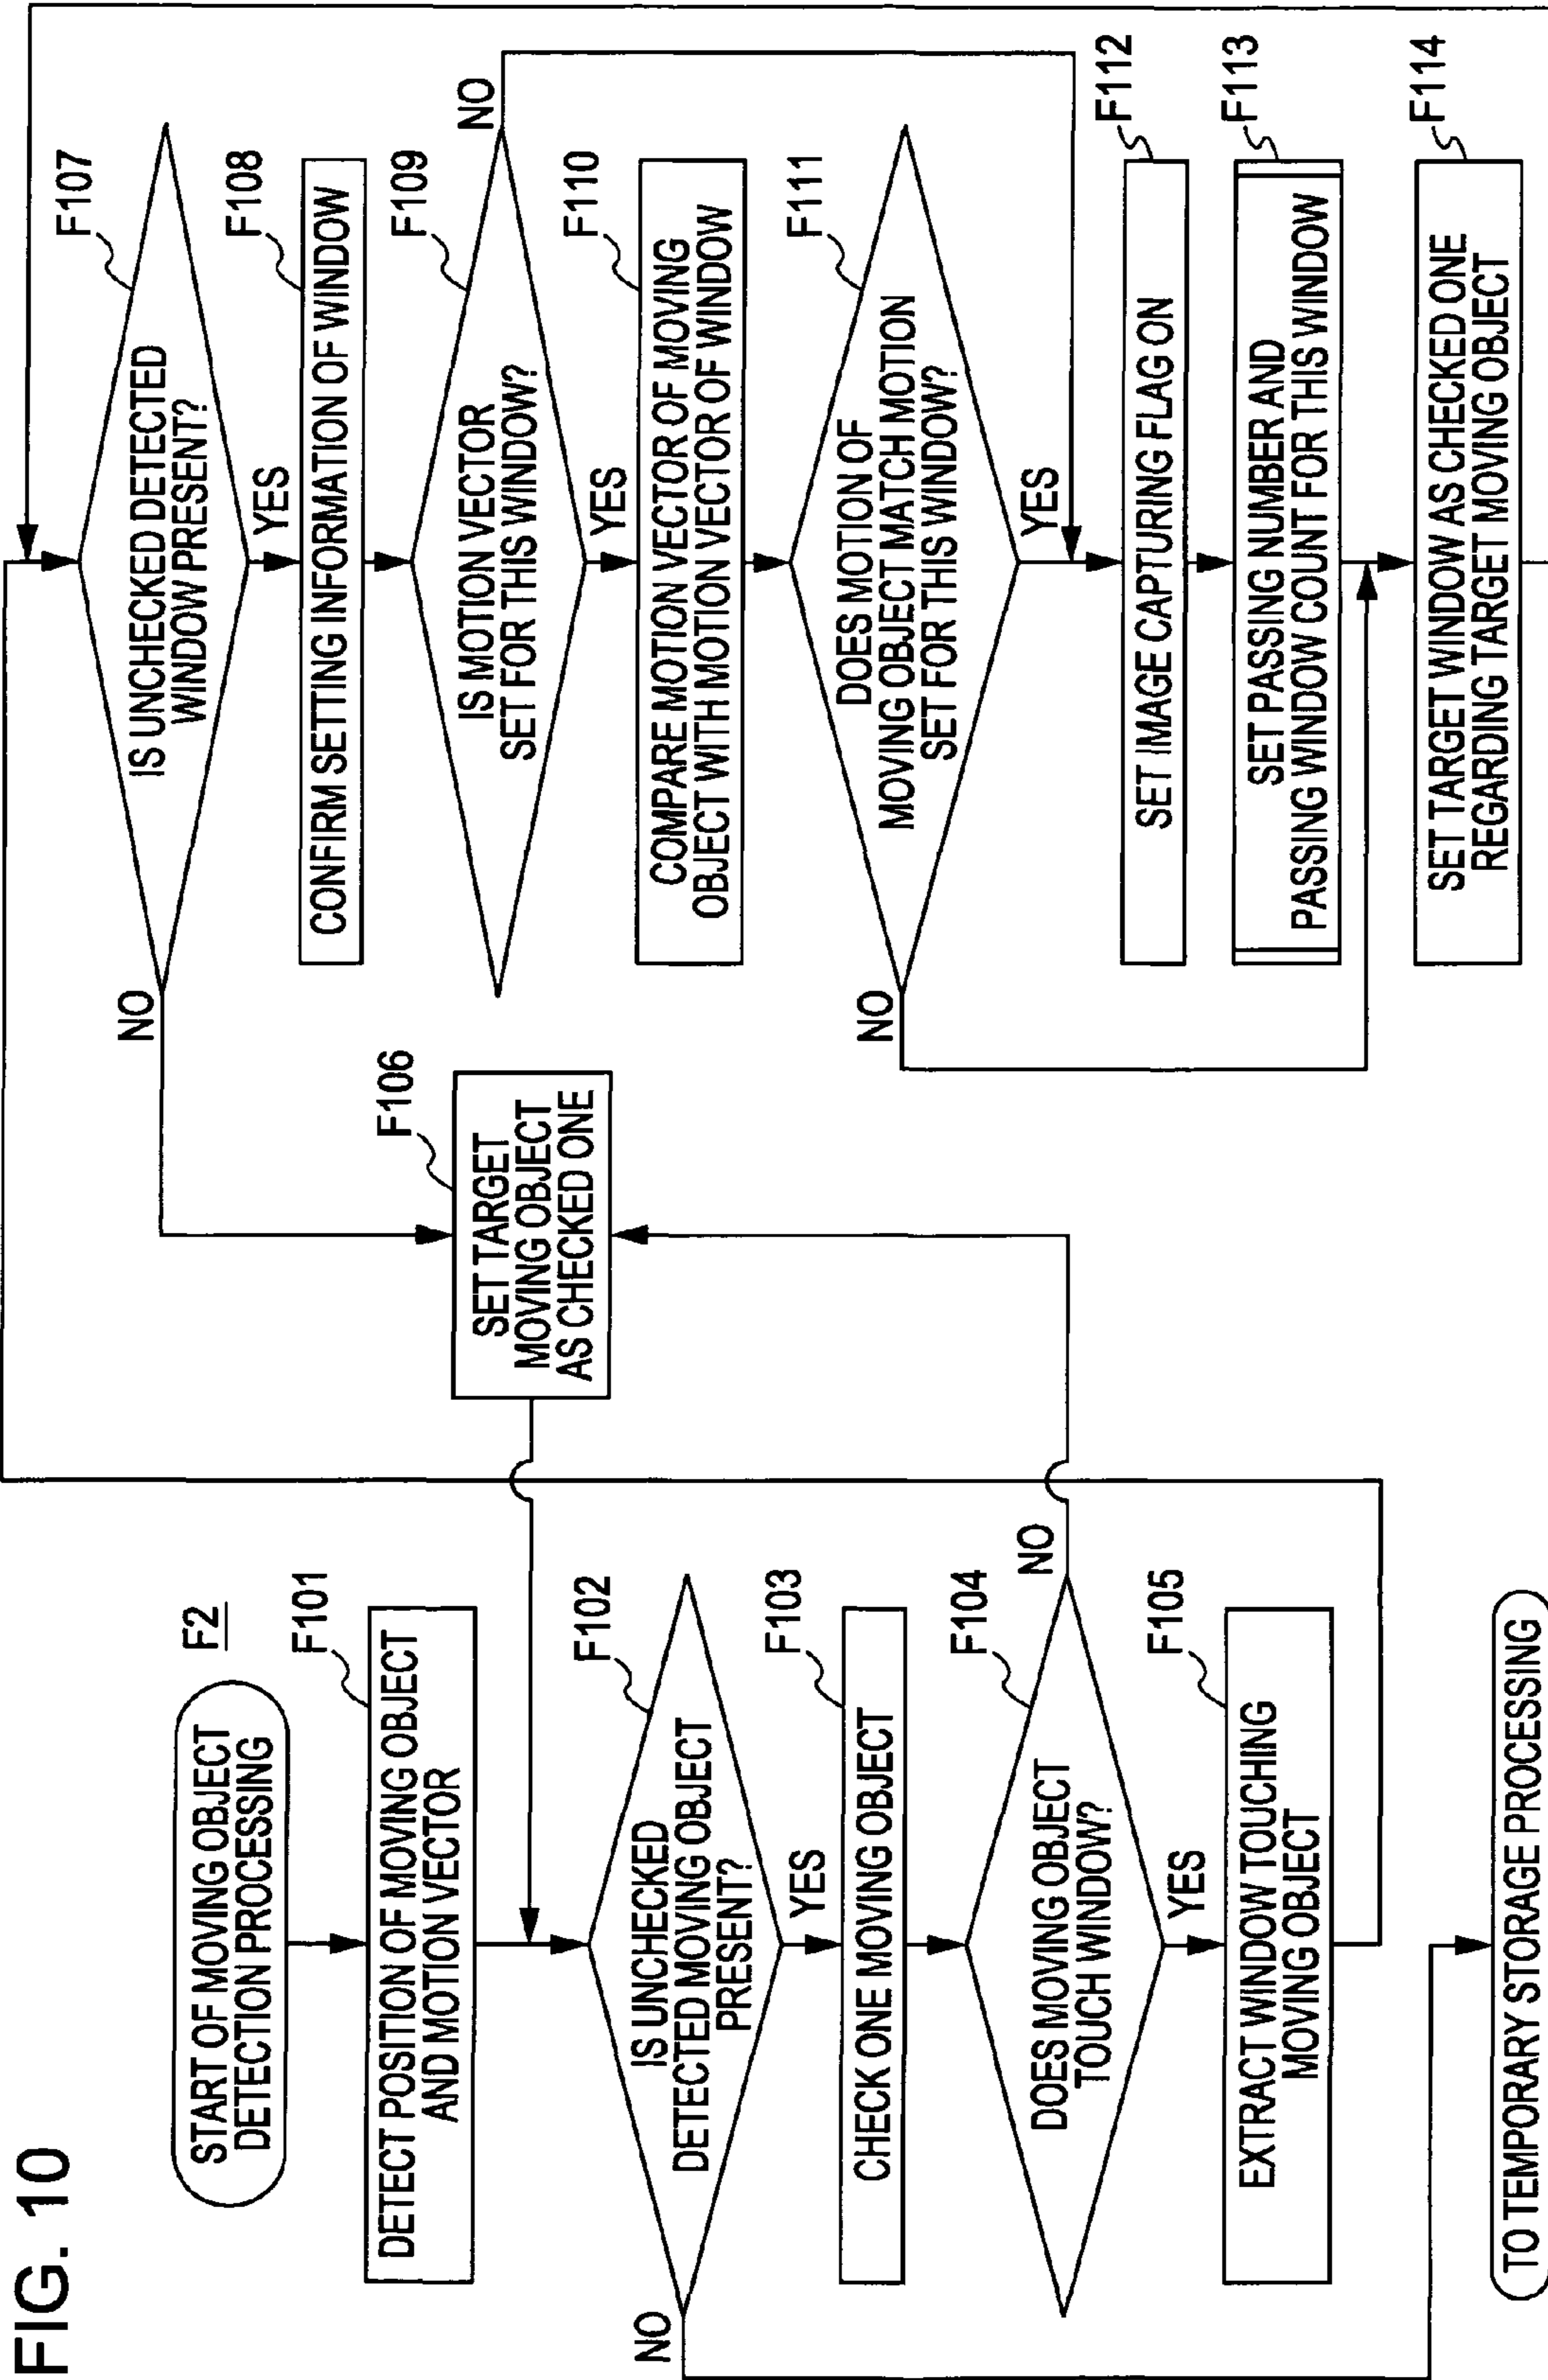 FIG. 10
F2
START OF MOVING OBJECT
DETECTION PROCESSING
F101
DETECT POSITION OF MOVING OBJECT
AND MOTION VECTOR
F102
IS UNCHECKED
DETECTED MOVING OBJECT
PRESENT?
NO
YES
F103
CHECK ONE MOVING OBJECT
F104
DOES MOVING OBJECT
TOUCH WINDOW?
NO
YES
F105
EXTRACT WINDOW TOUCHING
MOVING OBJECT
TO TEMPORARY STORAGE PROCESSING
F106
SET TARGET
MOVING OBJECT
AS CHECKED ONE
F107
IS UNCHECKED DETECTED
WINDOW PRESENT?
NO
YES
F108
CONFIRM SETTING INFORMATION OF WINDOW
F109
IS MOTION VECTOR
SET FOR THIS WINDOW?
NO
YES
F110
COMPARE MOTION VECTOR OF MOVING
OBJECT WITH MOTION VECTOR OF WINDOW
F111
DOES MOTION OF
MOVING OBJECT MATCH MOTION
SET FOR THIS WINDOW?
NO
YES
F112
SET IMAGE CAPTURING FLAG ON
F113
SET PASSING NUMBER AND
PASSING WINDOW COUNT FOR THIS WINDOW
F114
SET TARGET WINDOW AS CHECKED ONE
REGARDING TARGET MOVING OBJECT